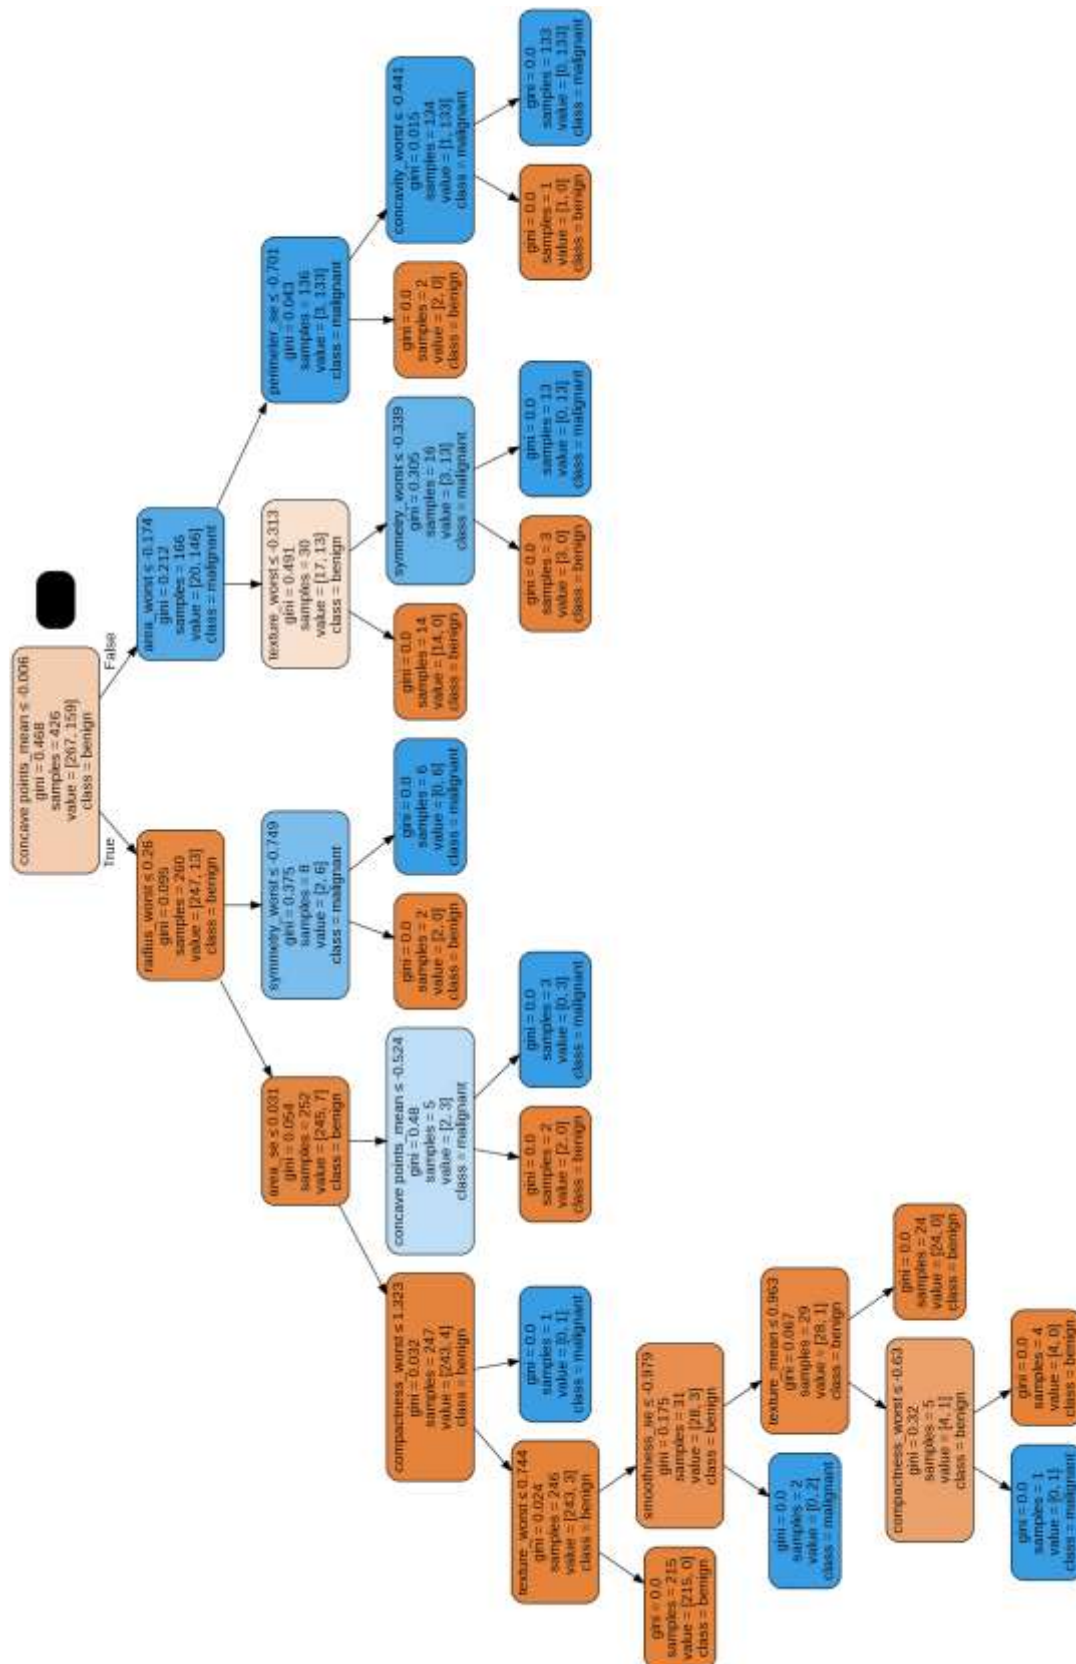 concave points_mean ≤ -0.006
gini = 0.468
samples = 426
value = [267, 159]
class = benign
True
False
radius_worst ≤ 0.26
gini = 0.095
samples = 260
value = [247, 13]
class = benign
area_worst ≤ -0.174
gini = 0.212
samples = 166
value = [20, 146]
class = malignant
area_se ≤ 0.031
gini = 0.054
samples = 252
value = [245, 7]
class = benign
symmetry_worst ≤ -0.749
gini = 0.375
samples = 8
value = [2, 6]
class = malignant
texture_worst ≤ -0.313
gini = 0.491
samples = 30
value = [17, 13]
class = benign
perimeter_se ≤ -0.701
gini = 0.043
samples = 136
value = [3, 133]
class = malignant
compactness_worst ≤ 1.323
gini = 0.032
samples = 247
value = [243, 4]
class = benign
concave points_mean ≤ -0.524
gini = 0.48
samples = 5
value = [2, 3]
class = malignant
gini = 0.0
samples = 2
value = [2, 0]
class = benign
gini = 0.0
samples = 6
value = [0, 6]
class = malignant
gini = 0.0
samples = 14
value = [14, 0]
class = benign
symmetry_worst ≤ -0.339
gini = 0.305
samples = 16
value = [3, 13]
class = malignant
gini = 0.0
samples = 2
value = [2, 0]
class = benign
concavity_worst ≤ -0.441
gini = 0.015
samples = 134
value = [1, 133]
class = malignant
texture_worst ≤ 0.744
gini = 0.024
samples = 246
value = [243, 3]
class = benign
gini = 0.0
samples = 1
value = [0, 1]
class = malignant
gini = 0.0
samples = 2
value = [2, 0]
class = benign
gini = 0.0
samples = 3
value = [0, 3]
class = malignant
gini = 0.0
samples = 3
value = [3, 0]
class = benign
gini = 0.0
samples = 13
value = [0, 13]
class = malignant
gini = 0.0
samples = 1
value = [1, 0]
class = benign
gini = 0.0
samples = 133
value = [0, 133]
class = malignant
gini = 0.0
samples = 215
value = [215, 0]
class = benign
smoothness_se ≤ -0.979
gini = 0.175
samples = 31
value = [28, 3]
class = benign
gini = 0.0
samples = 2
value = [0, 2]
class = malignant
texture_mean ≤ 0.963
gini = 0.067
samples = 29
value = [28, 1]
class = benign
compactness_worst ≤ -0.63
gini = 0.32
samples = 5
value = [4, 1]
class = benign
gini = 0.0
samples = 24
value = [24, 0]
class = benign
gini = 0.0
samples = 1
value = [0, 1]
class = malignant
gini = 0.0
samples = 4
value = [4, 0]
class = benign